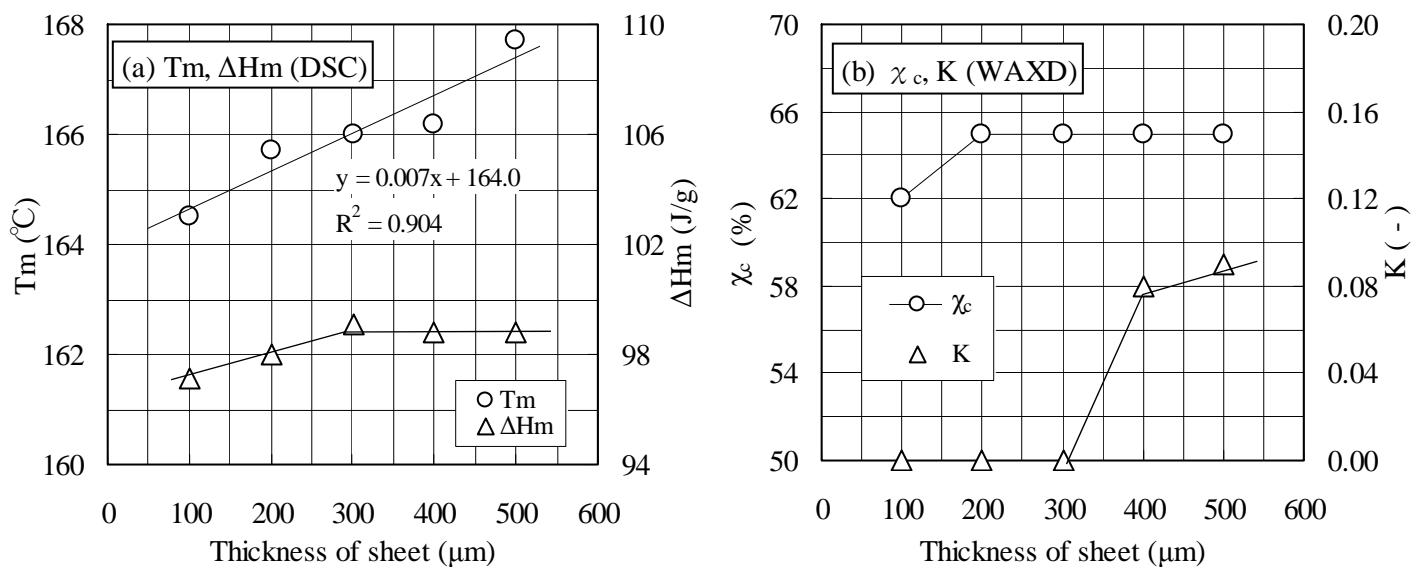 (a) Tm, ΔHm (DSC)
168
166
164
162
160
Tm (℃)
110
106
102
98
94
ΔHm (J/g)
y = 0.007x + 164.0
R² = 0.904
Tm
ΔHm
0 100 200 300 400 500 600
Thickness of sheet (μm)
(b) χ c, K (WAXD)
70
66
62
58
54
50
χc (%)
0.20
0.16
0.12
0.08
0.04
0.00
K ( - )
χc
K
0 100 200 300 400 500 600
Thickness of sheet (μm)